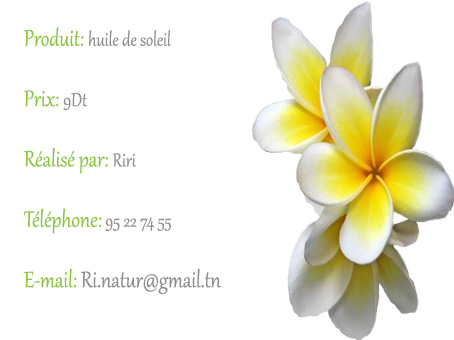 Produit: huile de soleil
Prix: 9Dt
Réalisé par: Riri
Téléphone: 95 22 74 55
E-mail: Ri.natur@gmail.tn